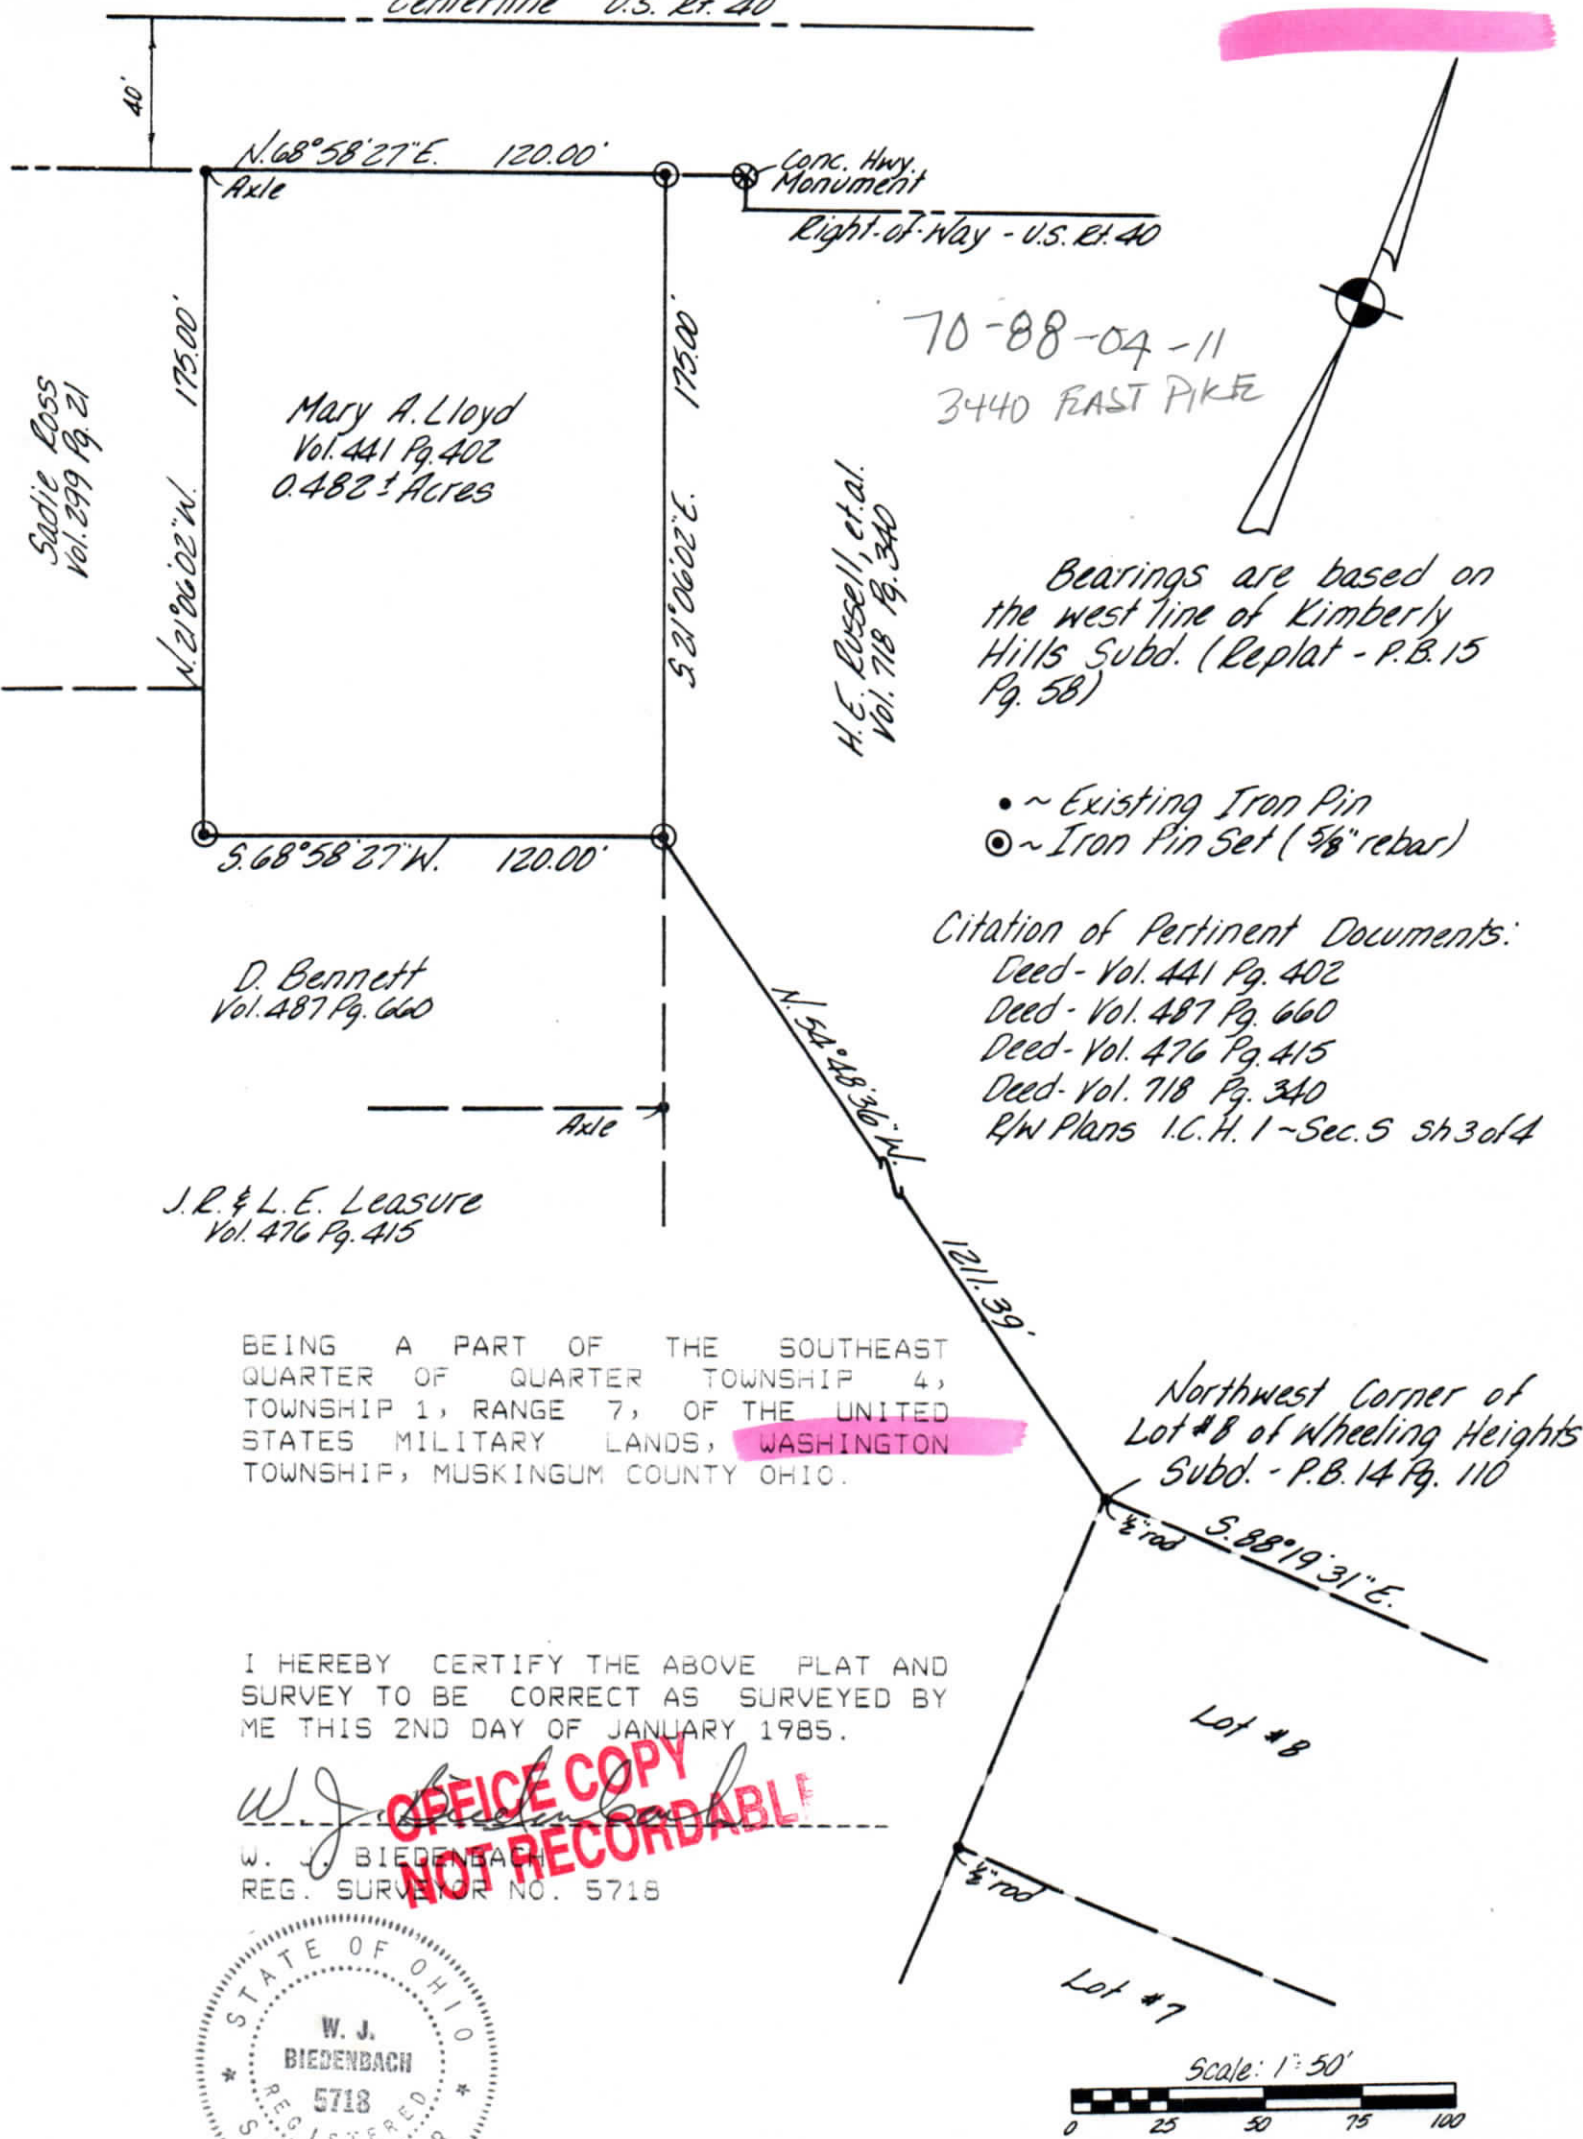 Centerline U.S. Rt. 40
40'
N.68°58'27"E. 120.00'
Axle
Conc. Hwy.
Monument
Right-of-Way - U.S. Rt. 40
70-88-04-11
3440 EAST PIKE
Sadie Ross
Vol. 299 Pg. 21
N.21°06'02"W. 175.00'
Mary A. Lloyd
Vol. 441 Pg. 402
0.482± Acres
S.21°06'02"E. 175.00'
H.E. Russell, et.al.
Vol. 718 Pg. 340
Bearings are based on
the west line of Kimberly
Hills Subd. (Replat - P.B. 15
Pg. 58)
• ~ Existing Iron Pin
⊙ ~ Iron Pin Set (5/8" rebar)
S.68°58'27"W. 120.00'
D. Bennett
Vol. 487 Pg. 660
Axle
J.R. & L.E. Leasure
Vol. 476 Pg. 415
Citation of Pertinent Documents:
Deed - Vol. 441 Pg. 402
Deed - Vol. 487 Pg. 660
Deed - Vol. 476 Pg. 415
Deed - Vol. 718 Pg. 340
R/W Plans I.C.H. 1 ~ Sec. S Sh 3 of 4
N.54°48'36"W.
1211.39'
BEING A PART OF THE SOUTHEAST
QUARTER OF QUARTER TOWNSHIP 4,
TOWNSHIP 1, RANGE 7, OF THE UNITED
STATES MILITARY LANDS, WASHINGTON
TOWNSHIP, MUSKINGUM COUNTY OHIO.
Northwest Corner of
Lot #8 of Wheeling Heights
Subd. - P.B. 14 Pg. 110
½" rod
S.88°19'31"E.
Lot #8
½" rod
Lot #7
I HEREBY CERTIFY THE ABOVE PLAT AND
SURVEY TO BE CORRECT AS SURVEYED BY
ME THIS 2ND DAY OF JANUARY 1985.
W. J. Biedenbach
OFFICE COPY
NOT RECORDABLE
W. J. BIEDENBACH
REG. SURVEYOR NO. 5718
STATE OF OHIO
W. J.
BIEDENBACH
5718
REGISTERED
Scale: 1"=50'
0 25 50 75 100